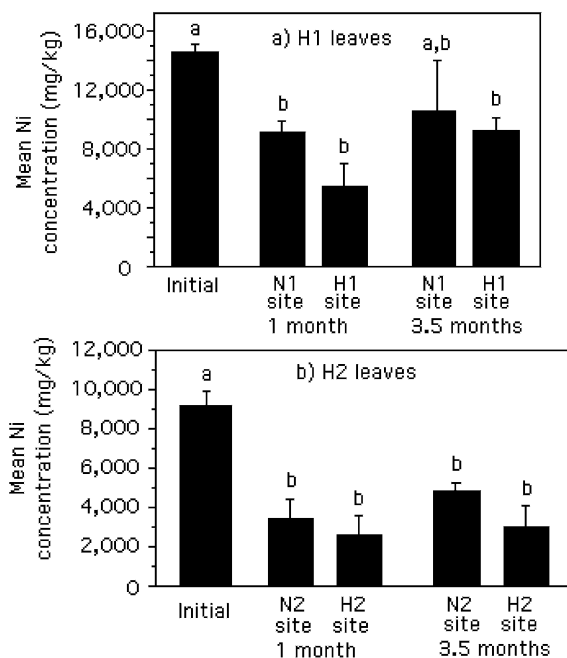 Mean Ni
concentration (mg/kg)
16,000
12,000
8,000
4,000
0
a) H1 leaves
a
b
b
a,b
b
Initial
N1
site
H1
site
N1
site
H1
site
1 month
3.5 months
Mean Ni
concentration (mg/kg)
12,000
10,000
8,000
6,000
4,000
2,000
0
b) H2 leaves
a
b
b
b
b
Initial
N2
site
H2
site
N2
site
H2
site
1 month
3.5 months